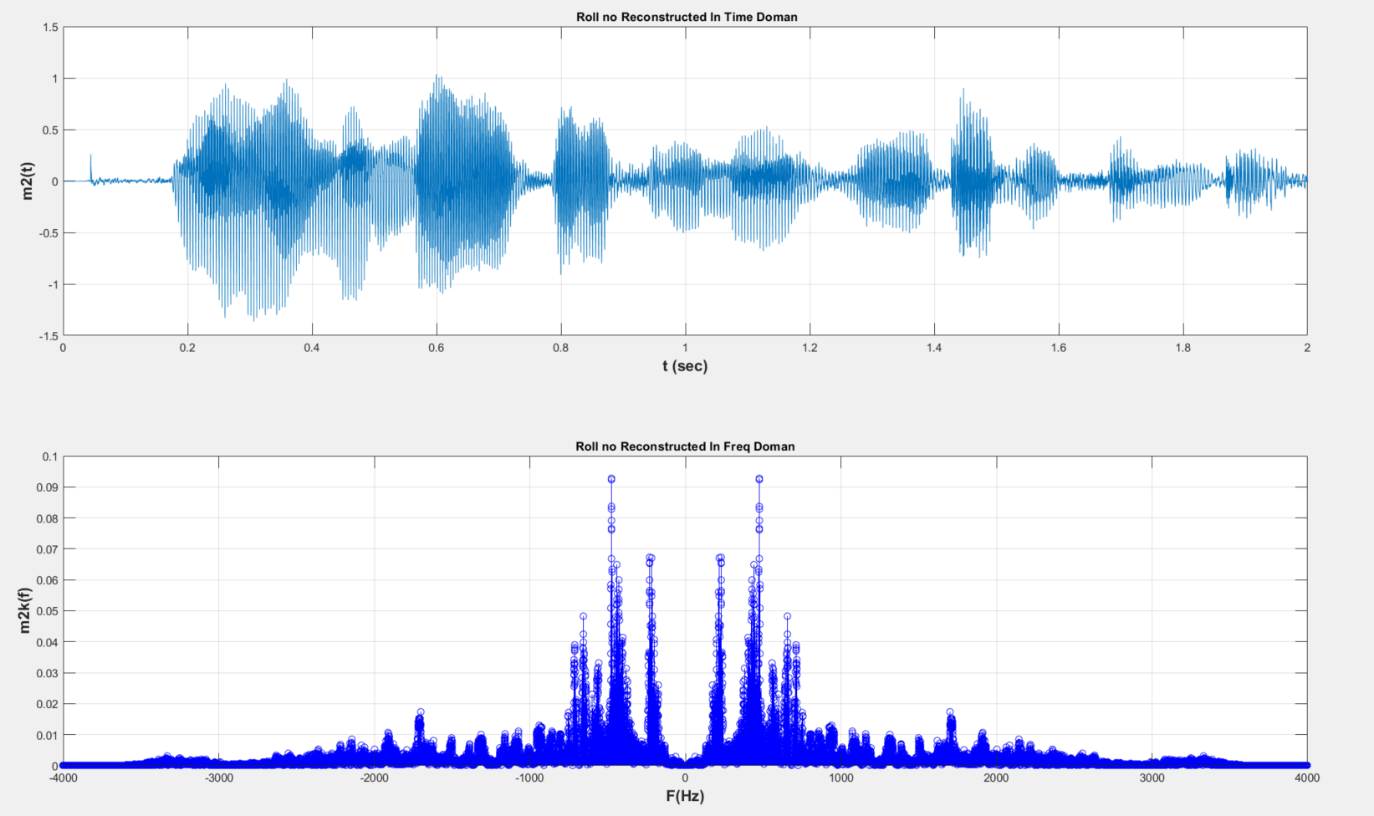 Roll no Reconstructed In Time Doman
1.5
1
0.5
0
-0.5
-1
-1.5
m2(t)
0 0.2 0.4 0.6 0.8 1 1.2 1.4 1.6 1.8 2
t (sec)
Roll no Reconstructed In Freq Doman
0.1
0.09
0.08
0.07
0.06
0.05
0.04
0.03
0.02
0.01
0
m2k(f)
-4000 -3000 -2000 -1000 0 1000 2000 3000 4000
F(Hz)